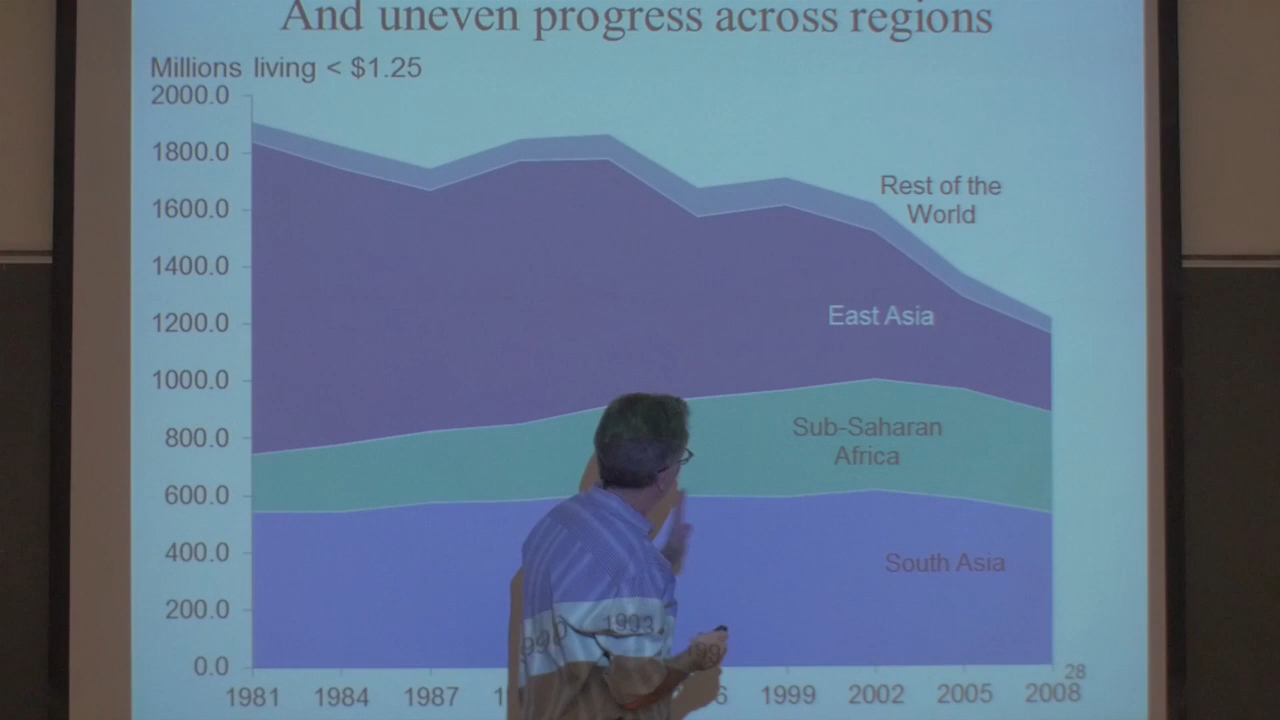 And uneven progress across regions
Millions living < $1.25
2000.0
1800.0
1600.0
1400.0
1200.0
1000.0
800.0
600.0
400.0
200.0
0.0
Rest of the
World
East Asia
Sub-Saharan
Africa
South Asia
1981 1984 1987 1993 1999 2002 2005 2008
28